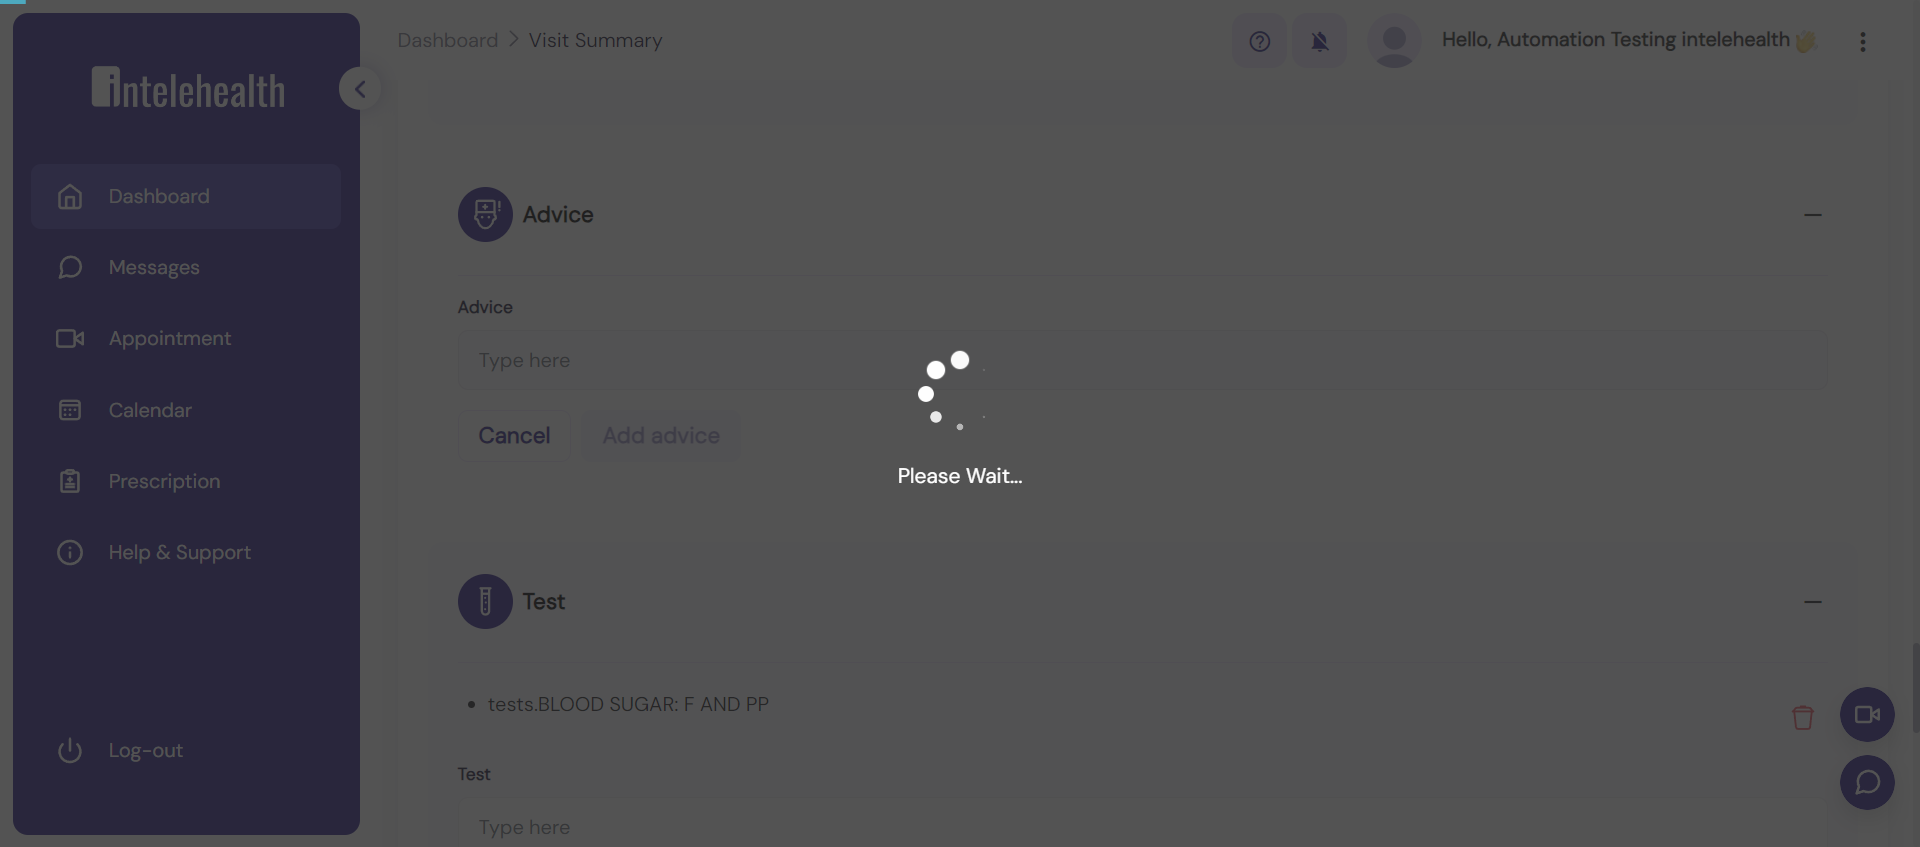 intelehealth
Dashboard
Messages
Appointment
Calendar
Prescription
Help & Support
Log-out
Dashboard > Visit Summary
Hello, Automation Testing intelehealth 👋
Advice
Advice
Type here
Cancel
Add advice
Please Wait...
Test
tests.BLOOD SUGAR: F AND PP
Test
Type here